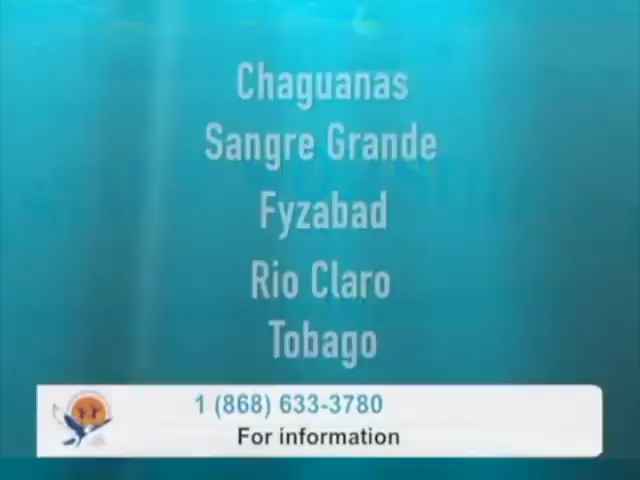 Chaguanas
Sangre Grande
Fyzabad
Rio Claro
Tobago
1 (868) 633-3780
For information